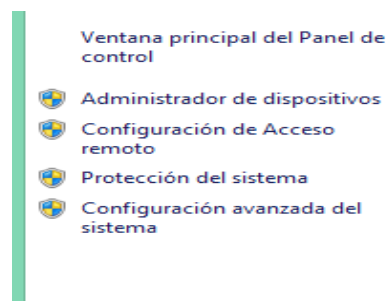 Ventana principal del Panel de
control
Administrador de dispositivos
Configuración de Acceso
remoto
Protección del sistema
Configuración avanzada del
sistema